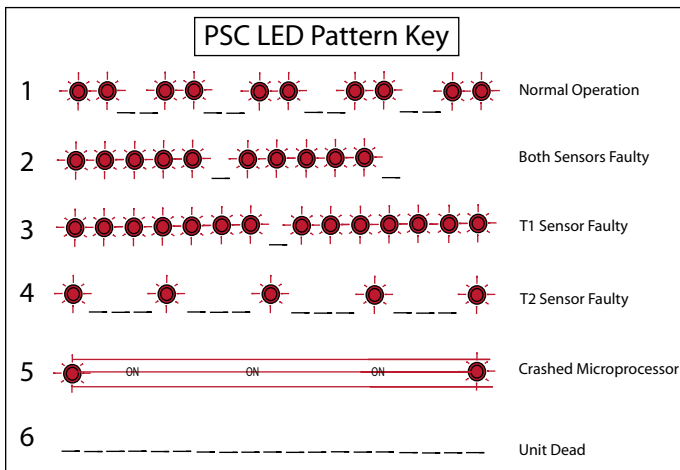 PSC LED Pattern Key
1 Normal Operation
2 Both Sensors Faulty
3 T1 Sensor Faulty
4 T2 Sensor Faulty
5 ON ON ON Crashed Microprocessor
6 Unit Dead